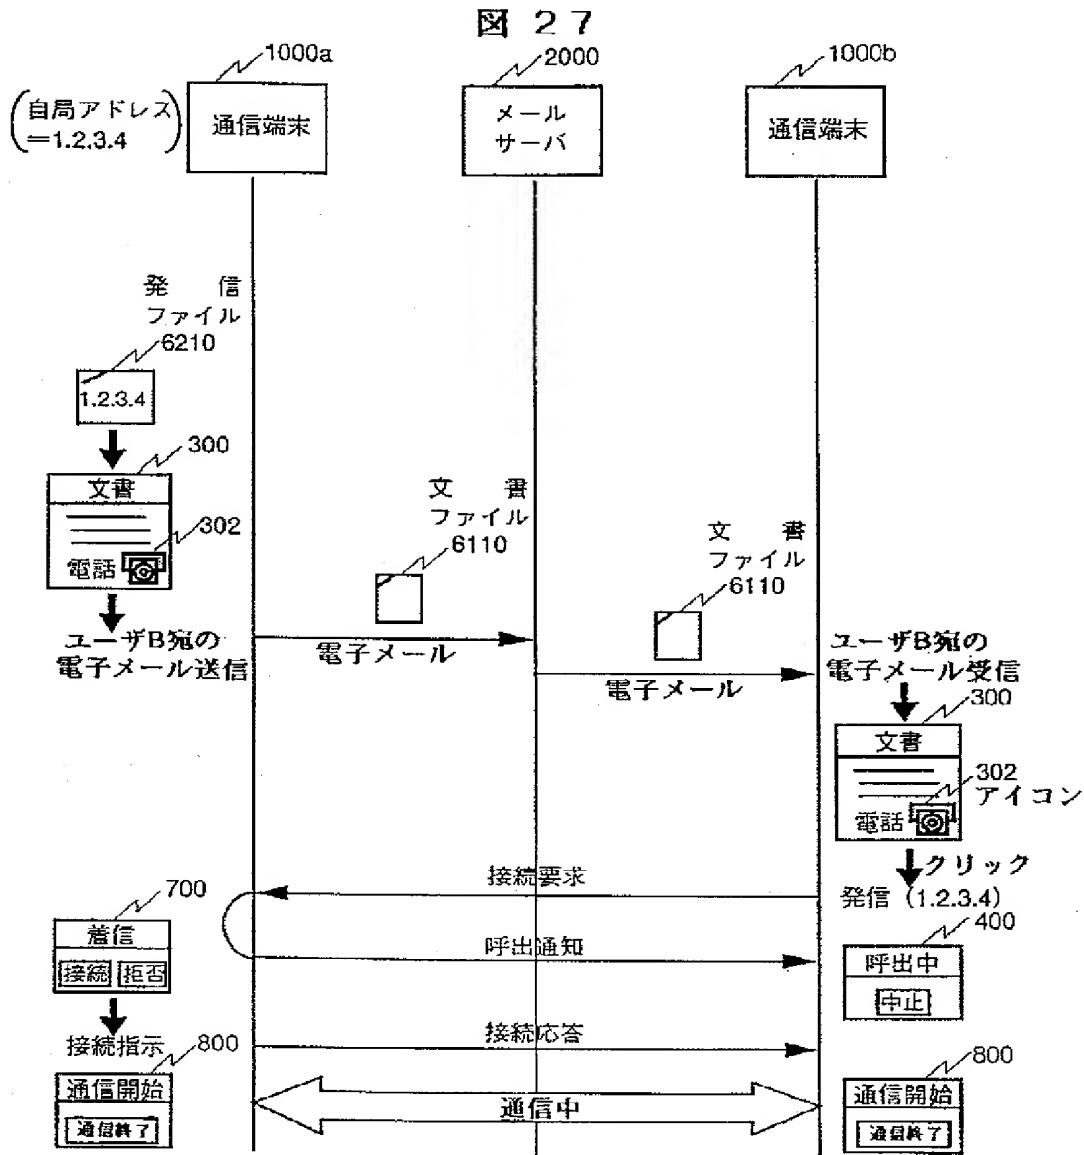 図 27
1000a
2000
1000b
自局アドレス
=1.2.3.4
通信端末
メール
サーバ
通信端末
発 信
ファイル
6210
1.2.3.4
300
文書
302
電話
ユーザB宛の
電子メール送信
文 書
ファイル
6110
電子メール
文 書
ファイル
6110
電子メール
ユーザB宛の
電子メール受信
300
文書
302
アイコン
電話
クリック
発信 (1.2.3.4)
接続要求
700
着信
接続 拒否
呼出通知
400
呼出中
中止
接続指示
接続応答
800
通信開始
通信終了
通信中
800
通信開始
通信終了